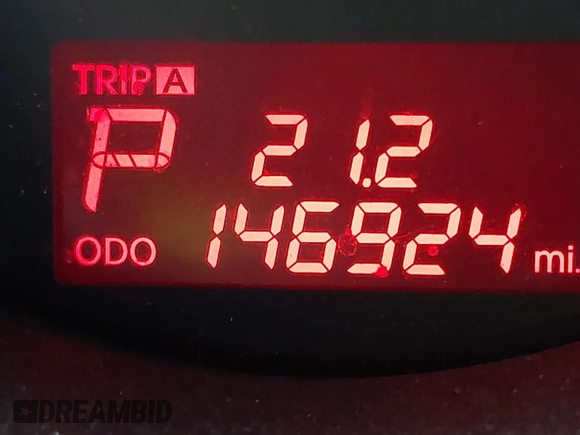 TRIP A
P 21.2
ODO 146924 mi.
DREAMBID